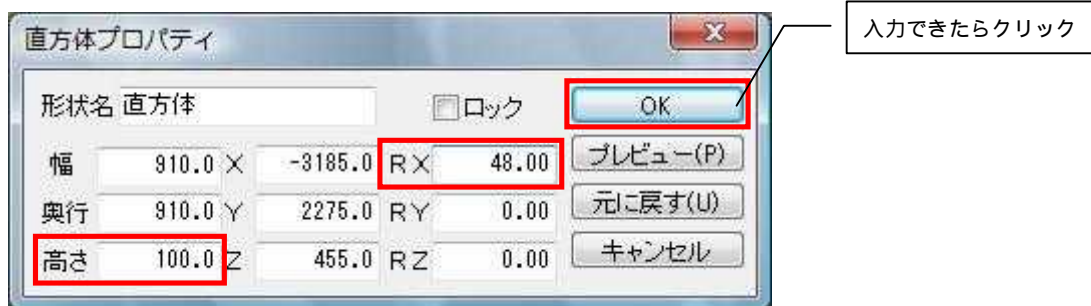 直方体プロパティ
入力できたらクリック
形状名 直方体 ロック OK
幅 910.0 X -3185.0 RX 48.00 プレビュー(P)
奥行 910.0 Y 2275.0 RY 0.00 元に戻す(U)
高さ 100.0 Z 455.0 RZ 0.00 キャンセル